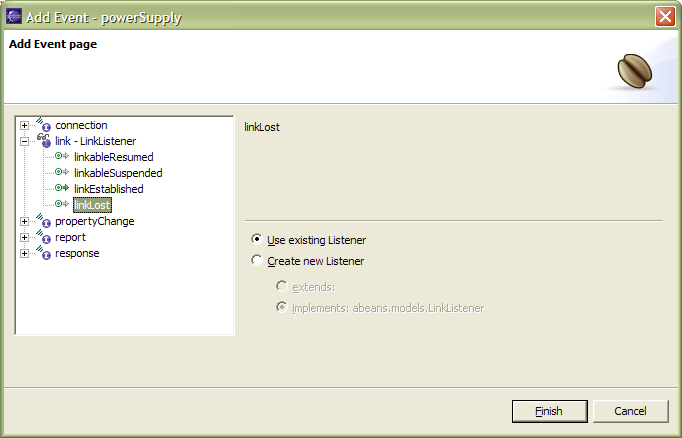 Add Event - powerSupply
Add Event page
connection
link - LinkListener
linkableResumed
linkableSuspended
linkEstablished
linkLost
propertyChange
report
response
linkLost
Use existing Listener
Create new Listener
extends:
implements: abeans.models.LinkListener
Finish
Cancel